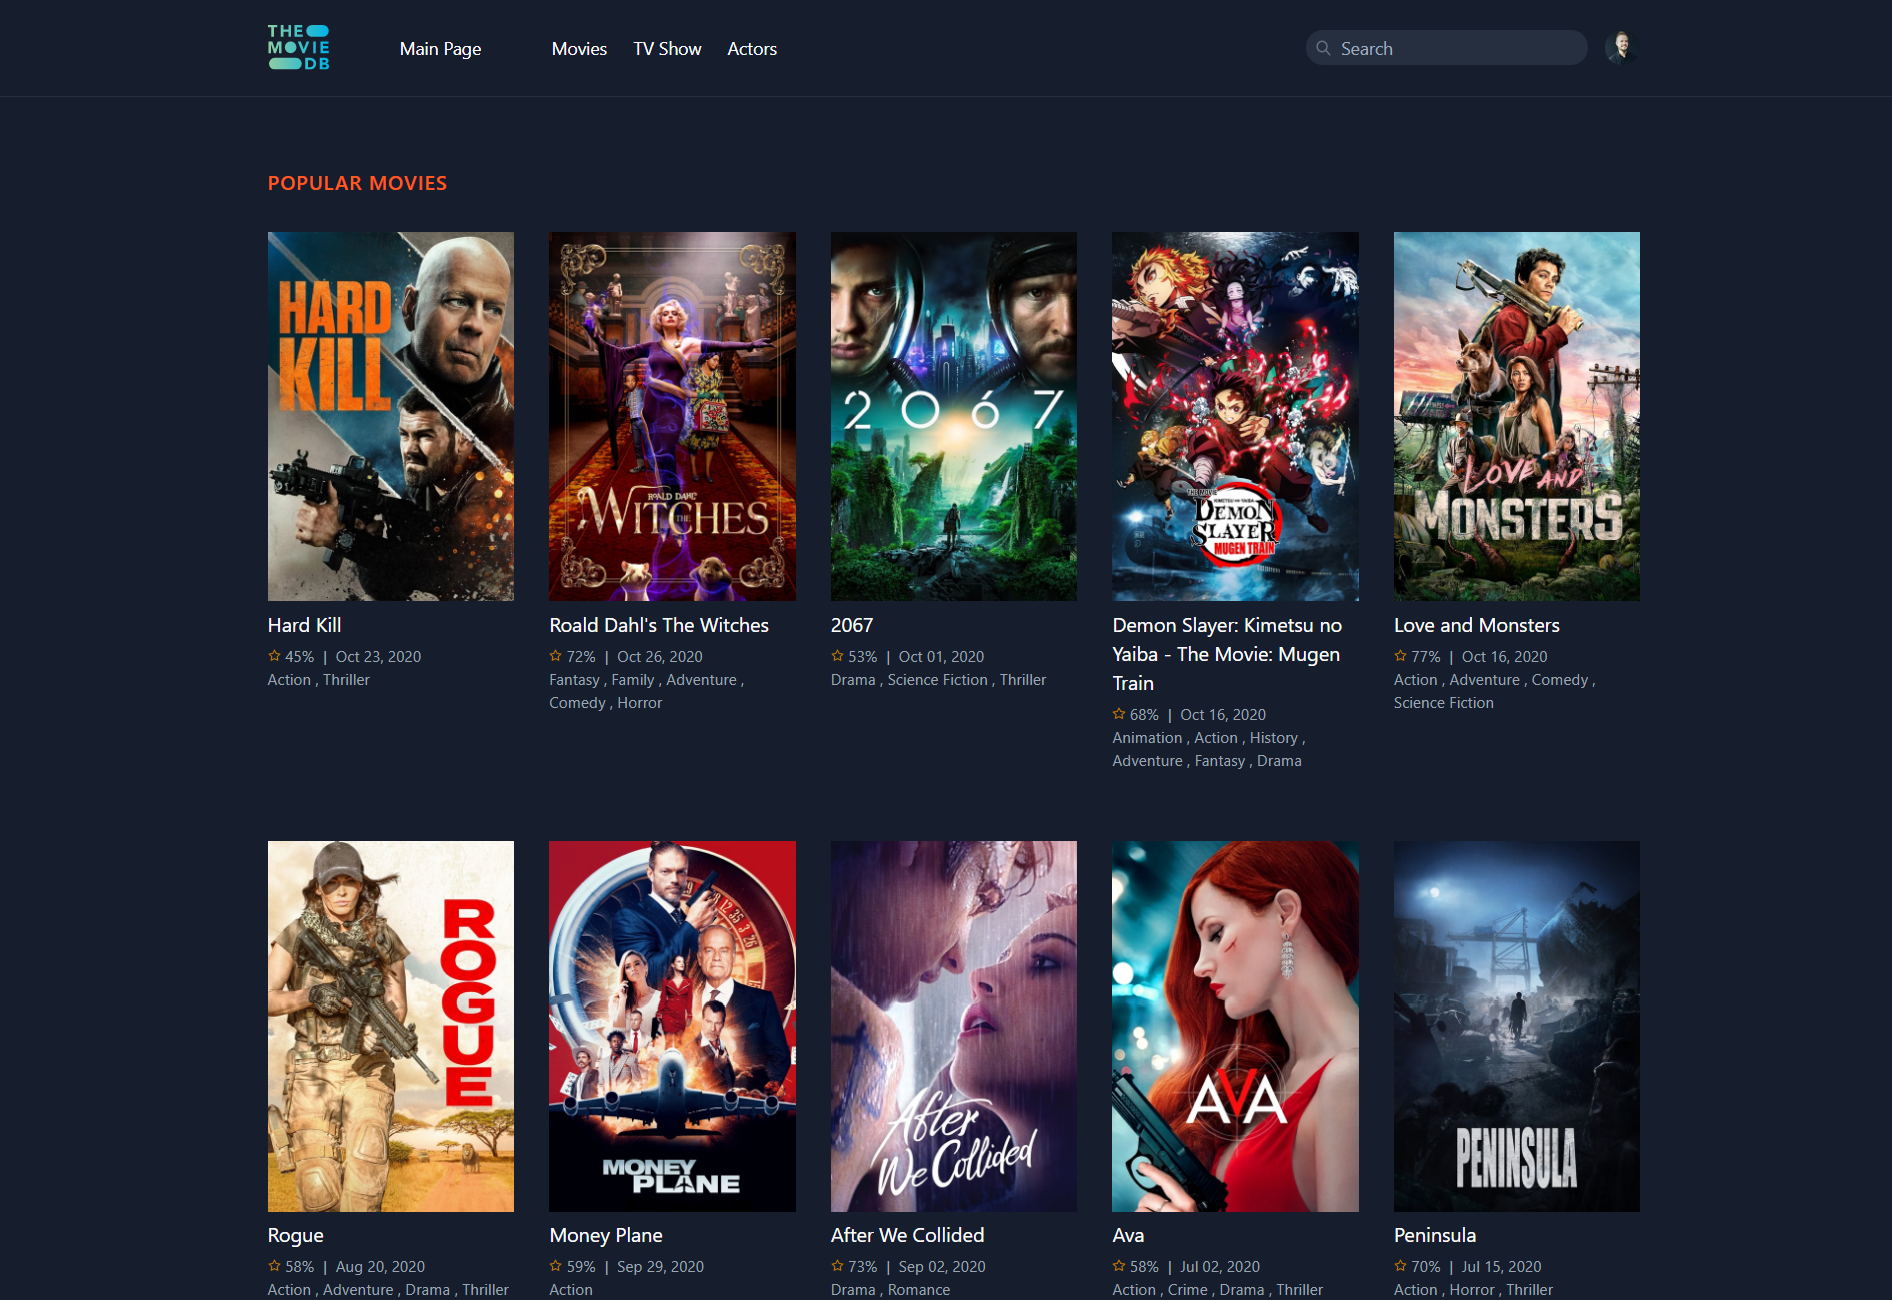 THE
MOVIE
DB
Main Page
Movies
TV Show
Actors
Search
POPULAR MOVIES
HARD
KILL
ROALD DAHL'S
THE
WITCHES
2067
THE MOVIE
KIMETSU NO YAIBA
DEMON
SLAYER
MUGEN TRAIN
LOVE AND
MONSTERS
Hard Kill
45% | Oct 23, 2020
Action , Thriller
Roald Dahl's The Witches
72% | Oct 26, 2020
Fantasy , Family , Adventure ,
Comedy , Horror
2067
53% | Oct 01, 2020
Drama , Science Fiction , Thriller
Demon Slayer: Kimetsu no
Yaiba - The Movie: Mugen
Train
68% | Oct 16, 2020
Animation , Action , History ,
Adventure , Fantasy , Drama
Love and Monsters
77% | Oct 16, 2020
Action , Adventure , Comedy ,
Science Fiction
ROGUE
MONEY
PLANE
After
We Collided
AVA
PENINSULA
Rogue
58% | Aug 20, 2020
Action , Adventure , Drama , Thriller
Money Plane
59% | Sep 29, 2020
Action
After We Collided
73% | Sep 02, 2020
Drama , Romance
Ava
58% | Jul 02, 2020
Action , Crime , Drama , Thriller
Peninsula
70% | Jul 15, 2020
Action , Horror , Thriller